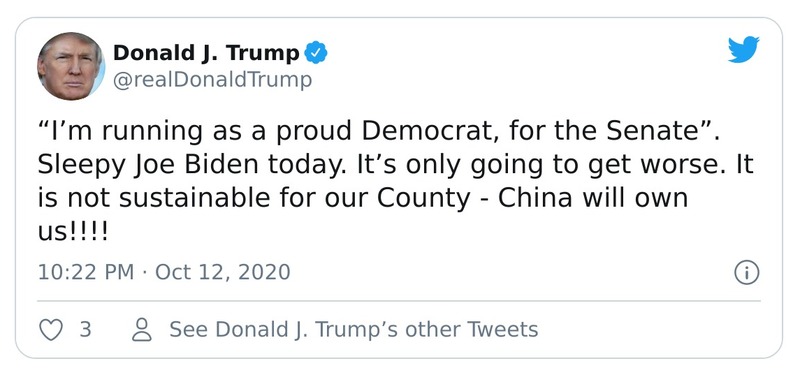 Donald J. Trump
@realDonaldTrump
“I’m running as a proud Democrat, for the Senate”.
Sleepy Joe Biden today. It’s only going to get worse. It
is not sustainable for our County - China will own
us!!!!
10:22 PM · Oct 12, 2020
3
See Donald J. Trump’s other Tweets